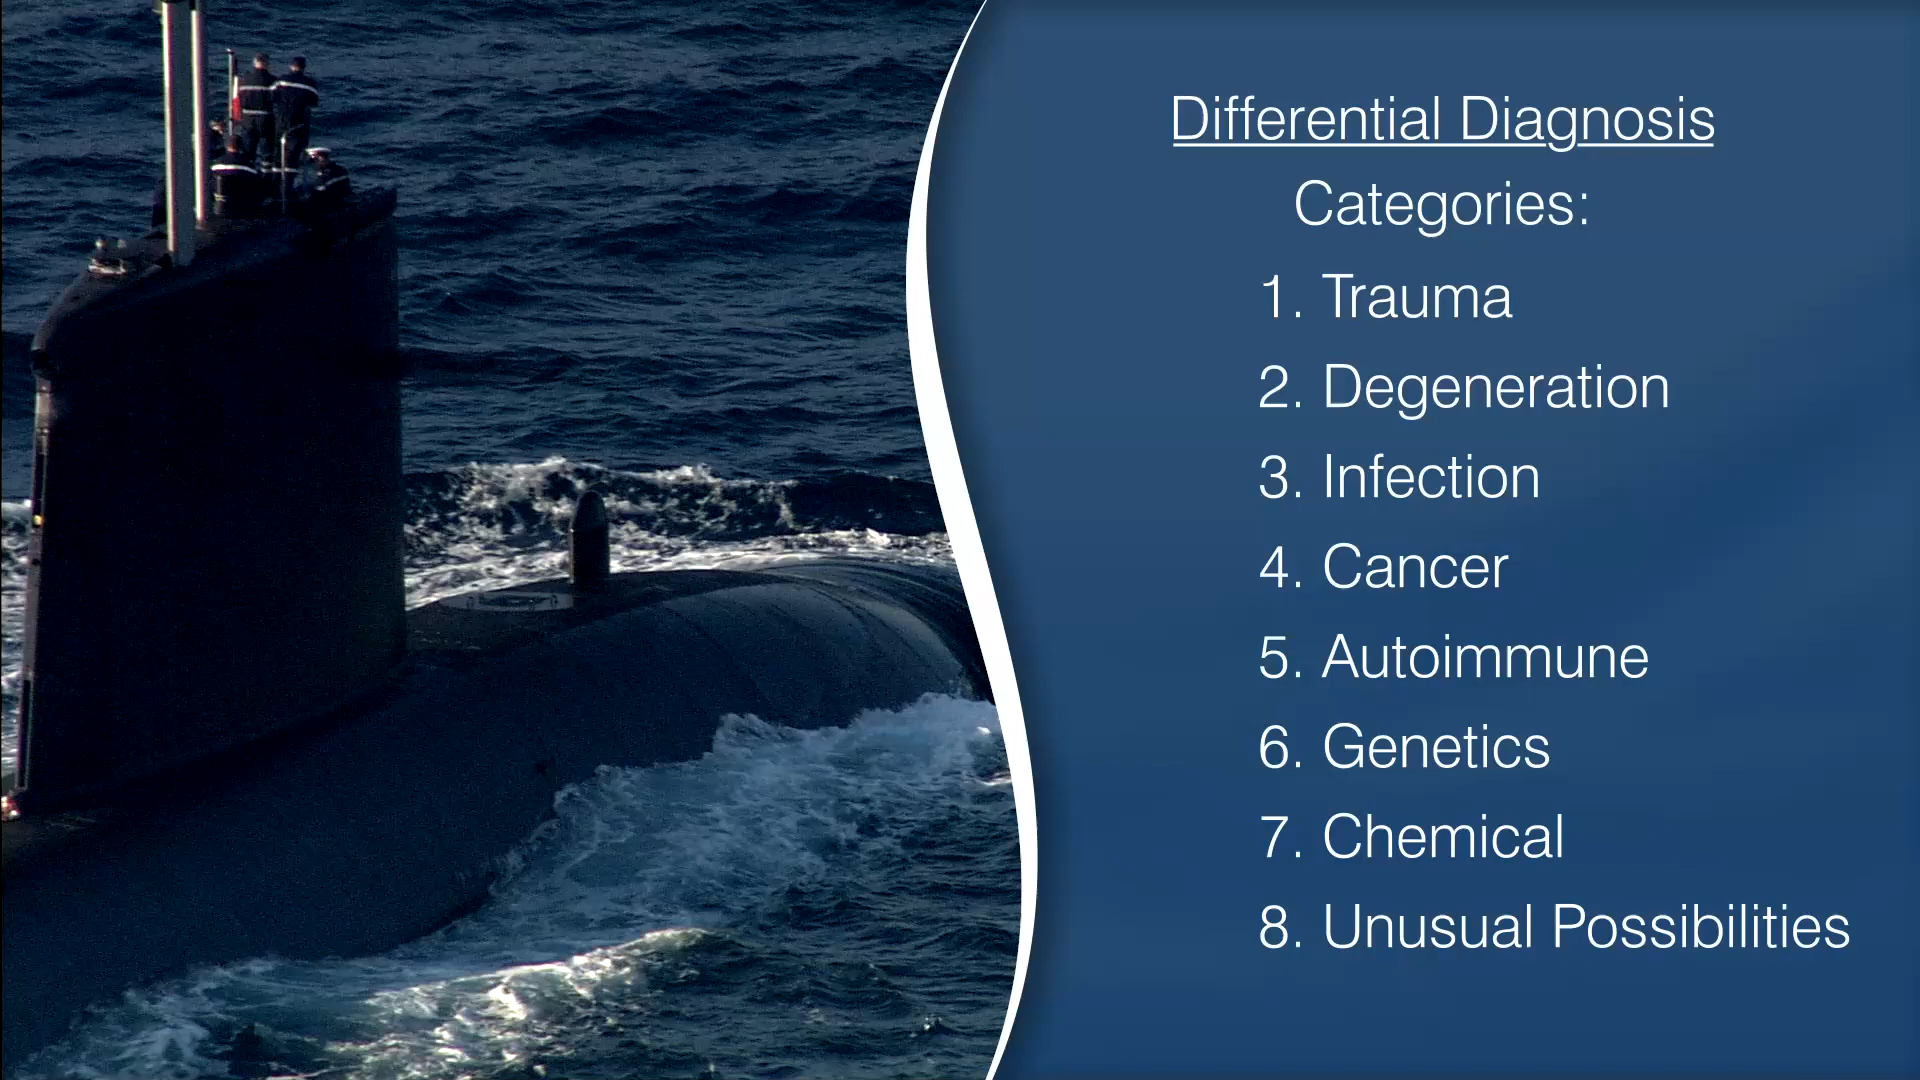 Differential Diagnosis
Categories:
1. Trauma
2. Degeneration
3. Infection
4. Cancer
5. Autoimmune
6. Genetics
7. Chemical
8. Unusual Possibilities